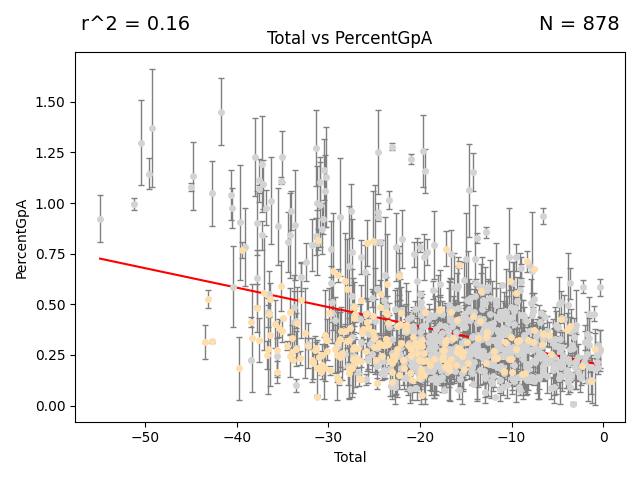 r^2 = 0.16
N = 878
Total vs PercentGpA
PercentGpA
1.50
1.25
1.00
0.75
0.50
0.25
0.00
−50
−40
−30
−20
−10
0
Total